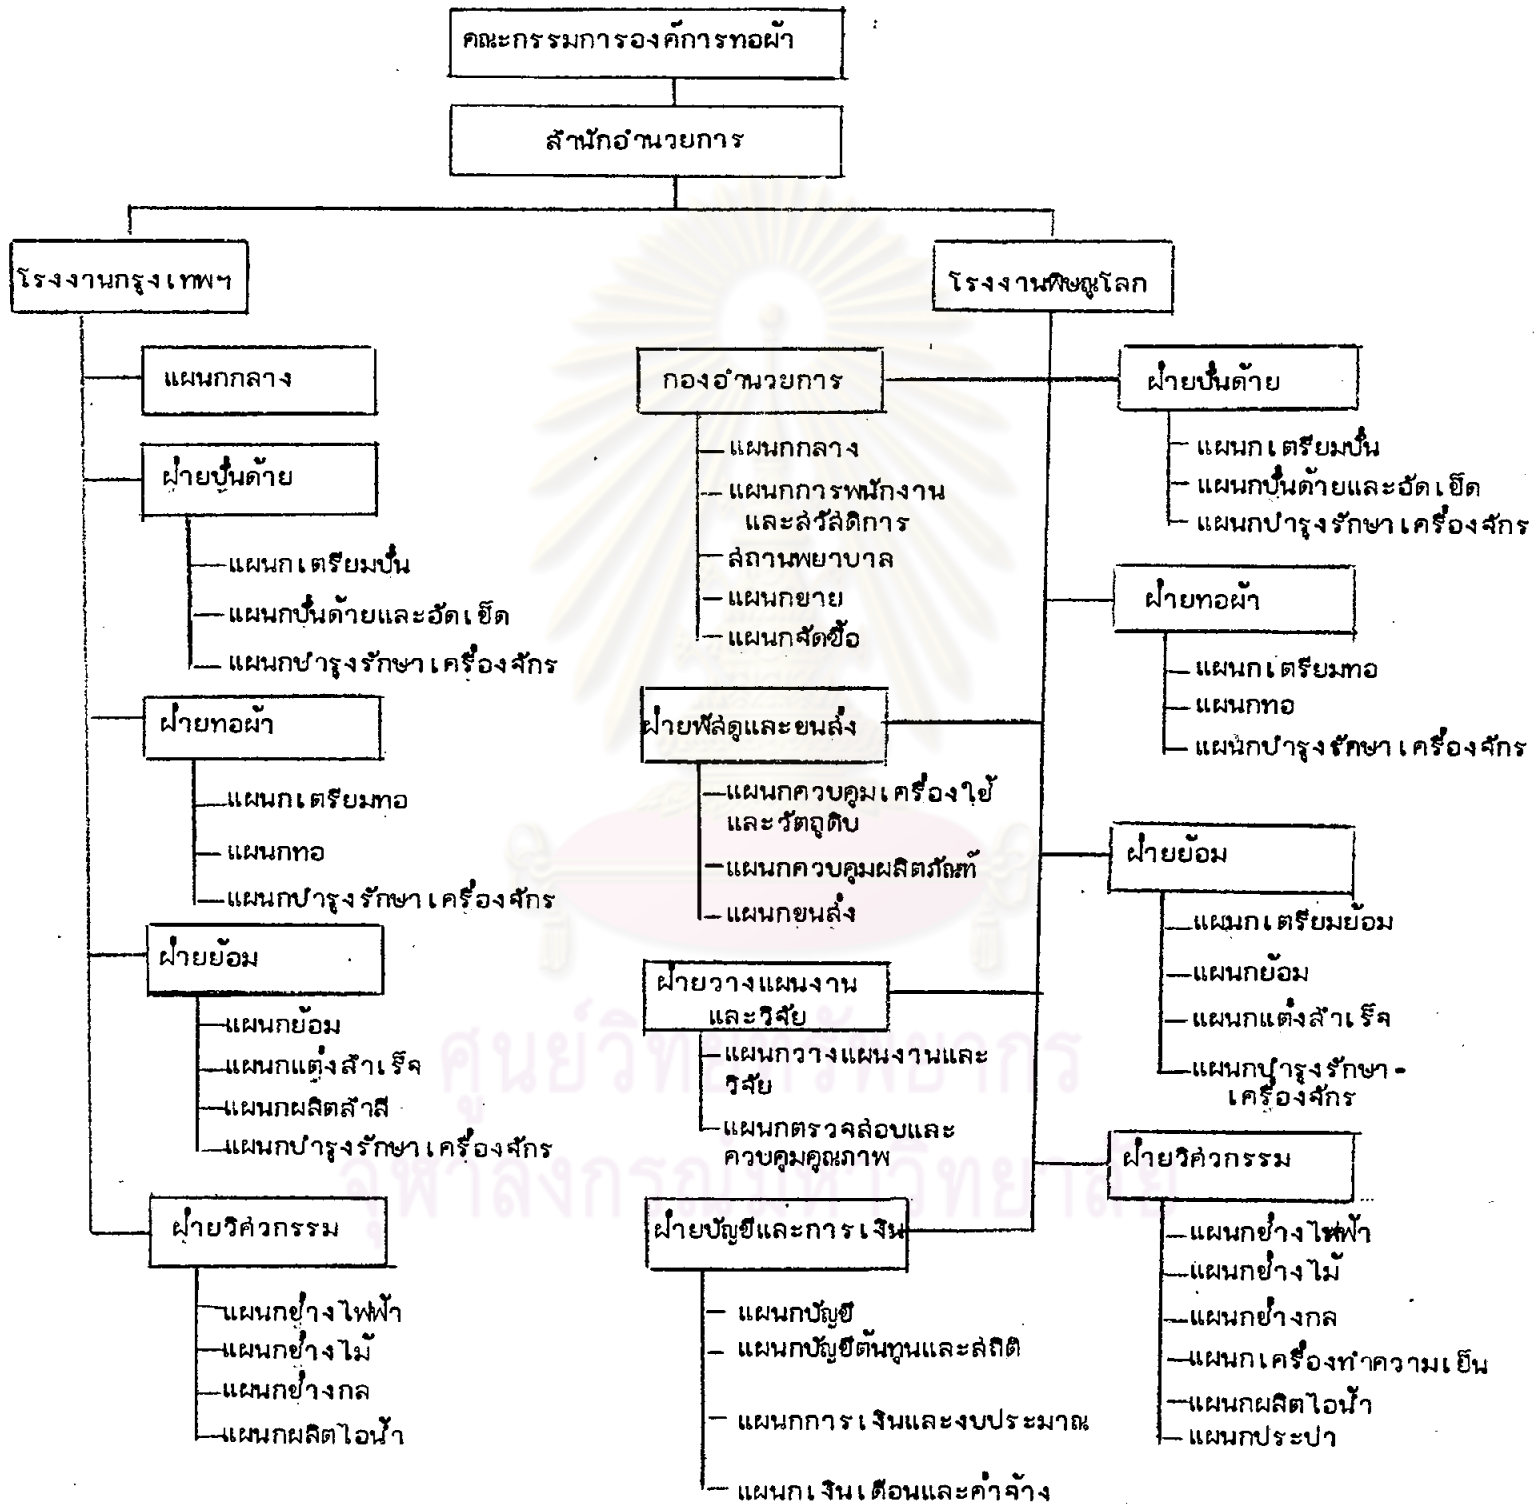 คณะกรรมการองค์การทอผ้า
สำนักอำนวยการ
โรงงานกรุงเทพฯ
แผนกกลาง
ฝ่ายปั่นด้าย
แผนกเตรียมปั่น
แผนกปั่นด้ายและอัดเข็ด
แผนกบำรุงรักษาเครื่องจักร
ฝ่ายทอผ้า
แผนกเตรียมทอ
แผนกทอ
แผนกบำรุงรักษาเครื่องจักร
ฝ่ายย้อม
แผนกย้อม
แผนกแต่งสำเร็จ
แผนกผลิตสำลี
แผนกบำรุงรักษาเครื่องจักร
ฝ่ายวิศวกรรม
แผนกช่างไฟฟ้า
แผนกช่างไม้
แผนกช่างกล
แผนกผลิตไอน้ำ
โรงงานพิษณุโลก
กองอำนวยการ
แผนกกลาง
แผนกการพนักงาน
และสวัสดิการ
สถานพยาบาล
แผนกขาย
แผนกจัดซื้อ
ฝ่ายพัสดุและขนส่ง
แผนกควบคุมเครื่องใช้
และวัตถุดิบ
แผนกควบคุมผลิตภัณฑ์
แผนกขนส่ง
ฝ่ายวางแผนงาน
และวิจัย
แผนกวางแผนงานและ
วิจัย
แผนกตรวจสอบและ
ควบคุมคุณภาพ
ฝ่ายบัญชีและการเงิน
แผนกบัญชี
แผนกบัญชีต้นทุนและสถิติ
แผนกการเงินและงบประมาณ
แผนกเงินเดือนและค่าจ้าง
ฝ่ายปั่นด้าย
แผนกเตรียมปั่น
แผนกปั่นด้ายและอัดเข็ด
แผนกบำรุงรักษาเครื่องจักร
ฝ่ายทอผ้า
แผนกเตรียมทอ
แผนกทอ
แผนกบำรุงรักษาเครื่องจักร
ฝ่ายย้อม
แผนกเตรียมย้อม
แผนกย้อม
แผนกแต่งสำเร็จ
แผนกบำรุงรักษา-
เครื่องจักร
ฝ่ายวิศวกรรม
แผนกช่างไฟฟ้า
แผนกช่างไม้
แผนกช่างกล
แผนกเครื่องทำความเย็น
แผนกผลิตไอน้ำ
แผนกประปา
ศูนย์วิทยทรัพยากร
จุฬาลงกรณ์มหาวิทยาลัย